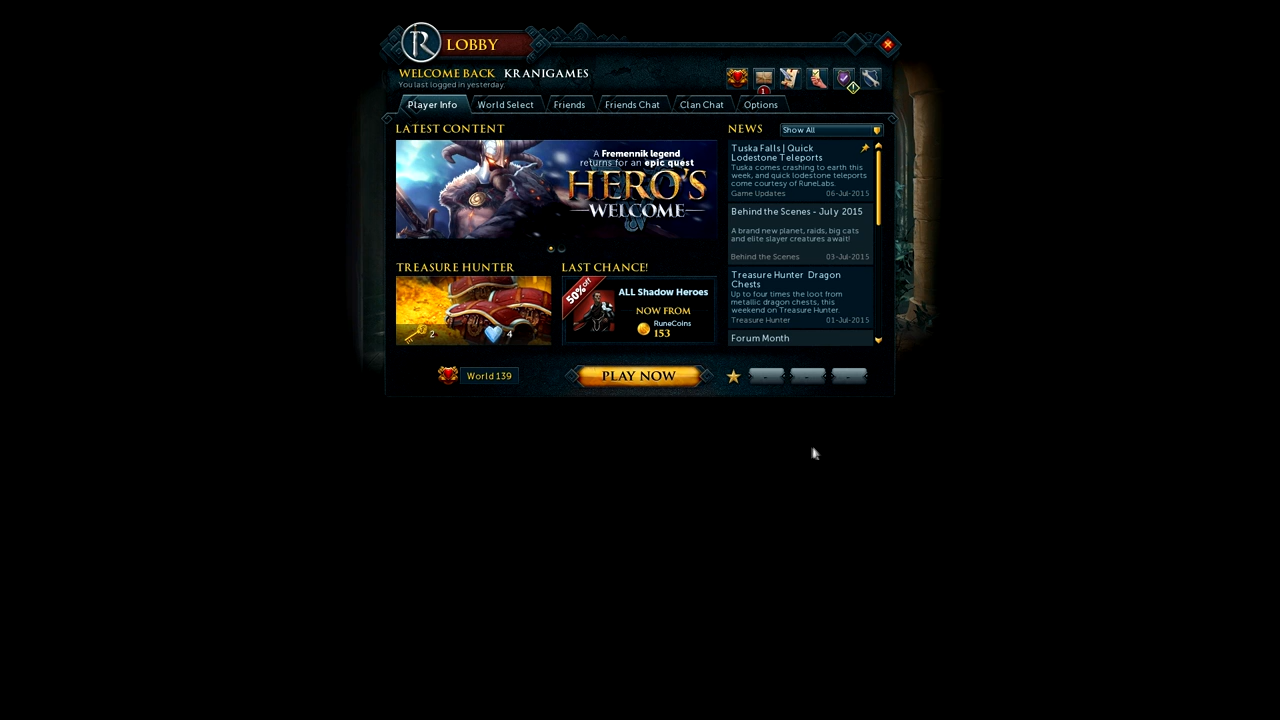 LOBBY
WELCOME BACK KRANIGAMES
You last logged in yesterday.
1
Player Info
World Select
Friends
Friends Chat
Clan Chat
Options
LATEST CONTENT
A Fremennik legend
returns for an epic quest
HERO'S
WELCOME
TREASURE HUNTER
2
4
LAST CHANCE!
50% off
ALL Shadow Heroes
NOW FROM
RuneCoins
153
NEWS
Show All
Tuska Falls | Quick
Lodestone Teleports
Tuska comes crashing to earth this
week, and quick lodestone teleports
come courtesy of RuneLabs.
Game Updates 06-Jul-2015
Behind the Scenes - July 2015
A brand new planet, raids, big cats
and elite slayer creatures await!
Behind the Scenes 03-Jul-2015
Treasure Hunter Dragon
Chests
Up to four times the loot from
metallic dragon chests, this
weekend on Treasure Hunter.
Treasure Hunter 01-Jul-2015
Forum Month
World 139
PLAY NOW
- - -